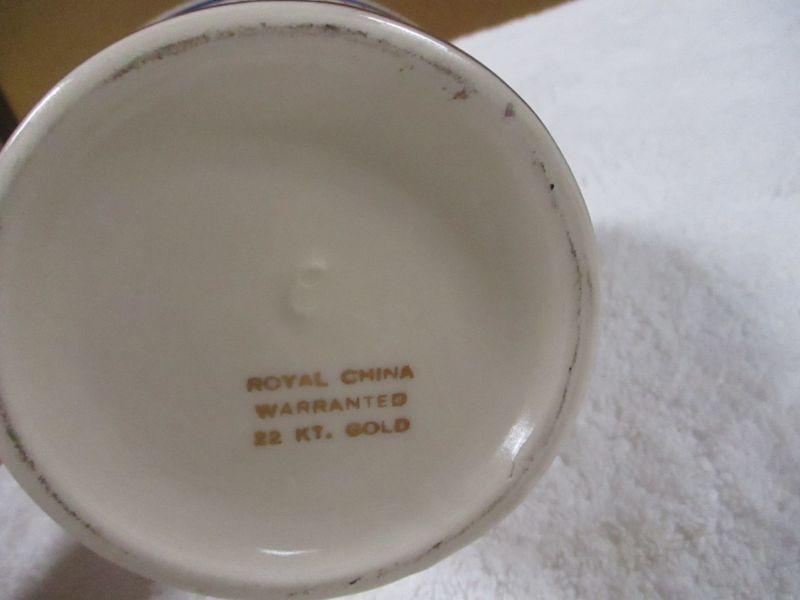 ROYAL CHINA
WARRANTED
22 KT. GOLD